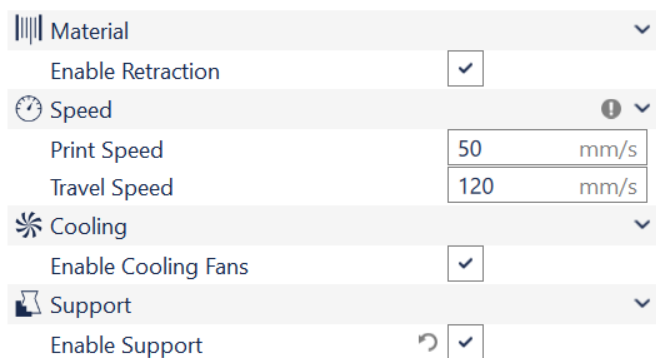 Material
Enable Retraction
Speed
Print Speed 50 mm/s
Travel Speed 120 mm/s
Cooling
Enable Cooling Fans
Support
Enable Support